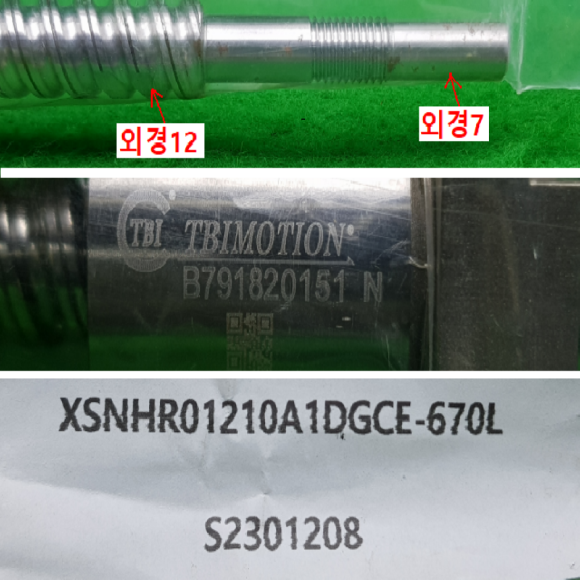 외경12
외경7
TBI TBIMOTION®
B791820151 N
XSNHR01210A1DGCE-670L
S2301208